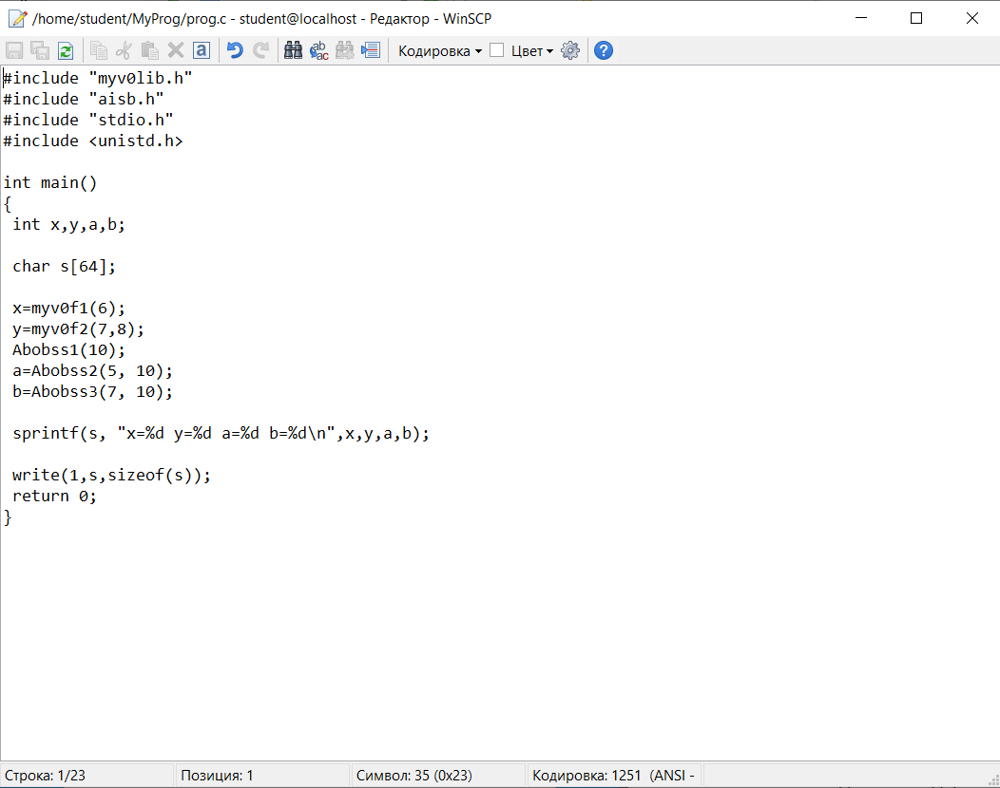 /home/student/MyProg/prog.c - student@localhost - Редактор - WinSCP
Кодировка Цвет
#include "myv0lib.h"
#include "aisb.h"
#include "stdio.h"
#include <unistd.h>
int main()
{
int x,y,a,b;
char s[64];
x=myv0f1(6);
y=myv0f2(7,8);
Abobss1(10);
a=Abobss2(5, 10);
b=Abobss3(7, 10);
sprintf(s, "x=%d y=%d a=%d b=%d\n",x,y,a,b);
write(1,s,sizeof(s));
return 0;
}
Строка: 1/23 Позиция: 1 Символ: 35 (0x23) Кодировка: 1251 (ANSI -